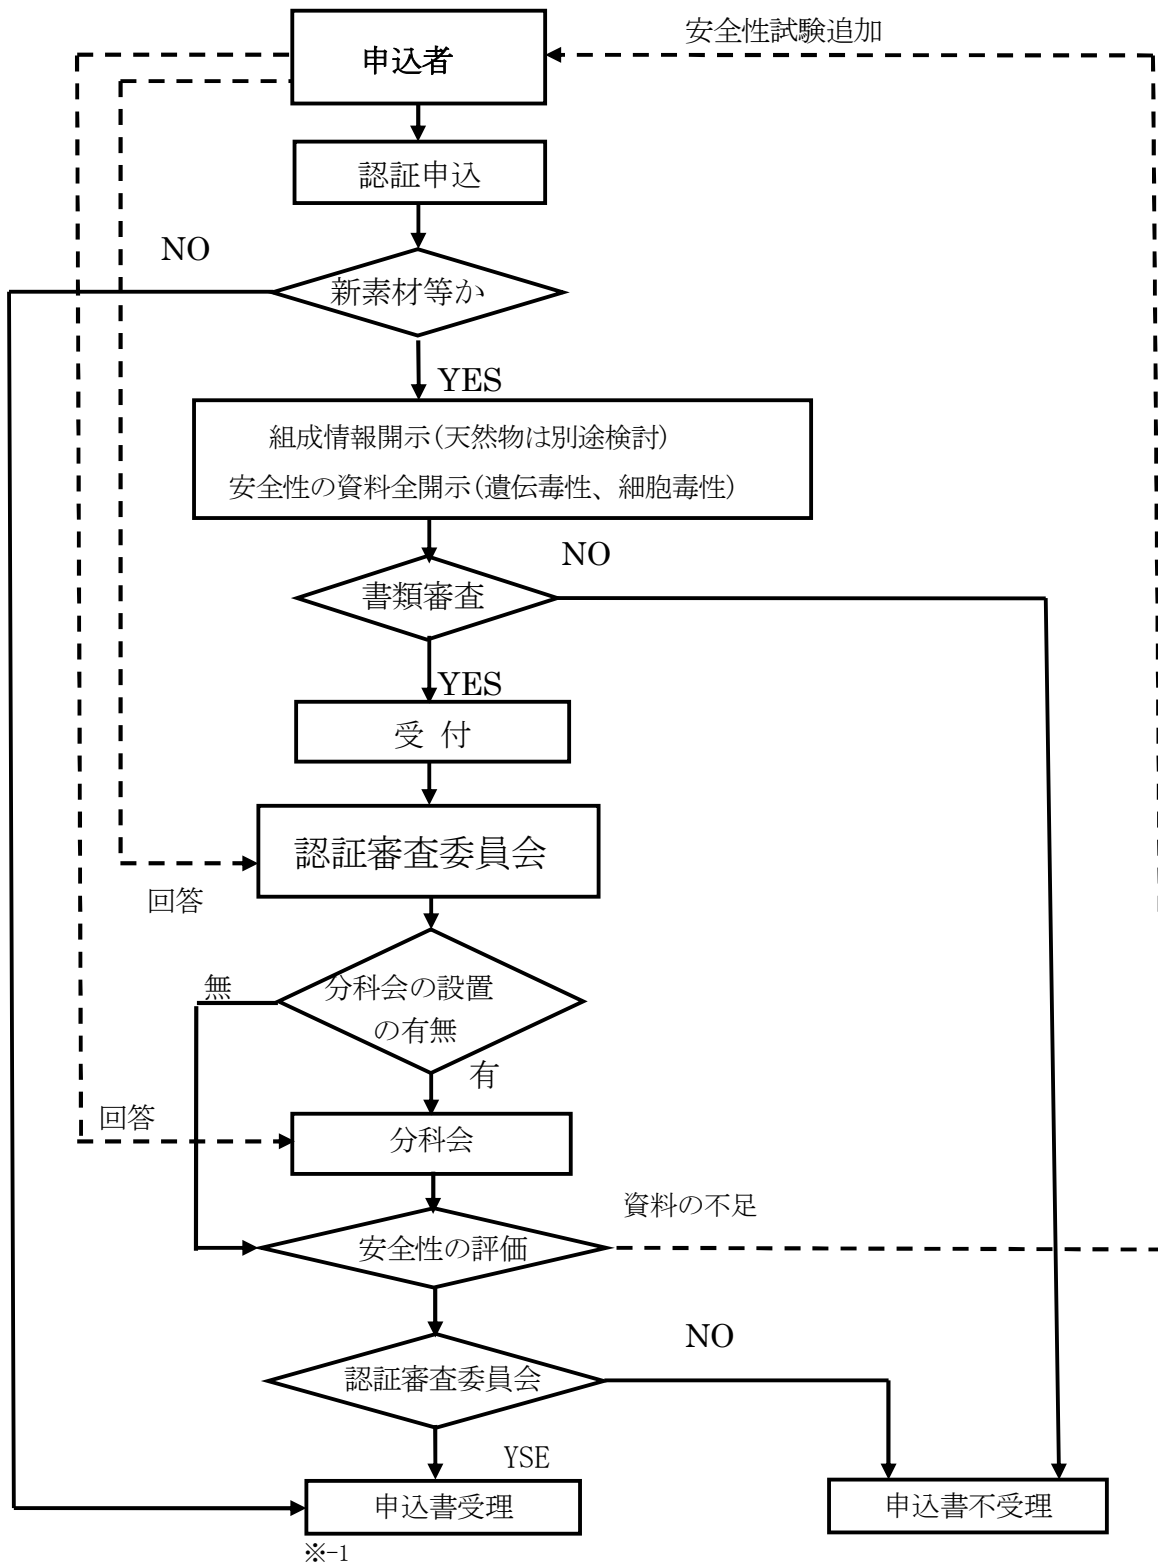 安全性試験追加
申込者
認証申込
NO
新素材等か
YES
組成情報開示(天然物は別途検討)
安全性の資料全開示(遺伝毒性、細胞毒性)
NO
書類審査
YES
受 付
認証審査委員会
回答
無
分科会の設置
の有無
有
回答
分科会
資料の不足
安全性の評価
NO
認証審査委員会
YSE
申込書受理
申込書不受理
※-1